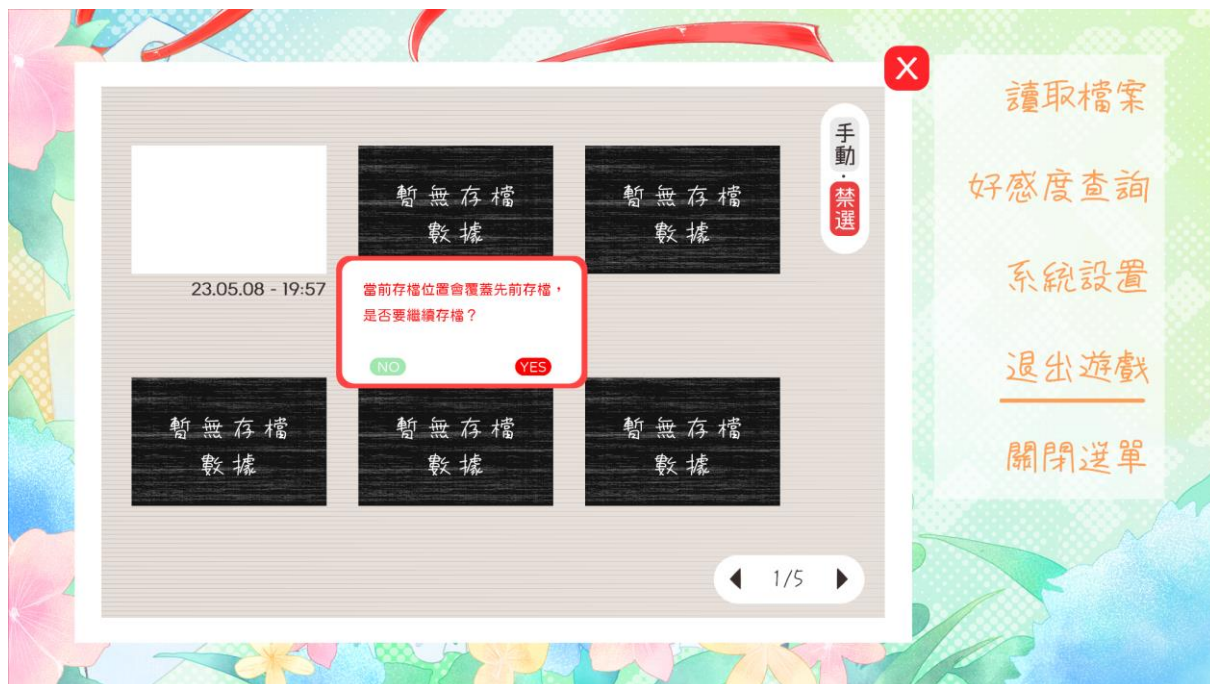 X
手動·禁選
暫無存檔
數據
暫無存檔
數據
23.05.08 - 19:57
當前存檔位置會覆蓋先前存檔，
是否要繼續存檔？
NO
YES
暫無存檔
數據
暫無存檔
數據
暫無存檔
數據
1/5
讀取檔案
好感度查詢
系統設置
退出遊戲
關閉選單